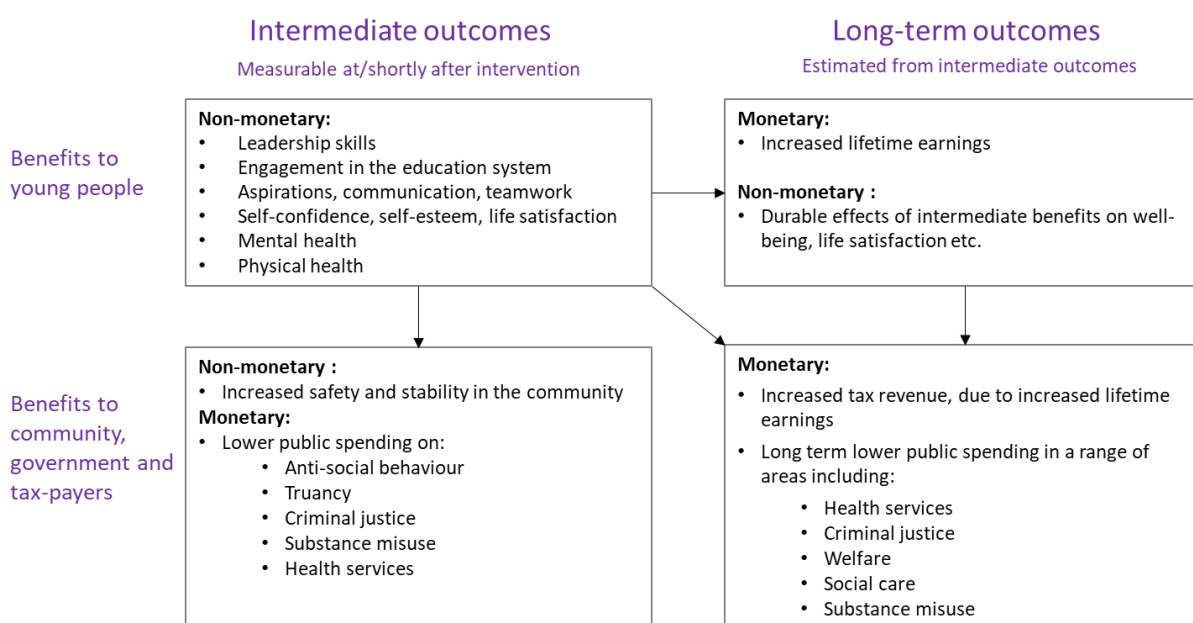 Intermediate outcomes
Measurable at/shortly after intervention
Long-term outcomes
Estimated from intermediate outcomes
Benefits to
young people
Non-monetary:
• Leadership skills
• Engagement in the education system
• Aspirations, communication, teamwork
• Self-confidence, self-esteem, life satisfaction
• Mental health
• Physical health
Monetary:
• Increased lifetime earnings
Non-monetary :
• Durable effects of intermediate benefits on well-
being, life satisfaction etc.
Benefits to
community,
government and
tax-payers
Non-monetary :
• Increased safety and stability in the community
Monetary:
• Lower public spending on:
• Anti-social behaviour
• Truancy
• Criminal justice
• Substance misuse
• Health services
Monetary:
• Increased tax revenue, due to increased lifetime
earnings
• Long term lower public spending in a range of
areas including:
• Health services
• Criminal justice
• Welfare
• Social care
• Substance misuse